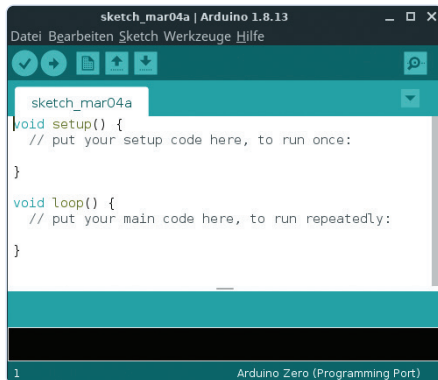 sketch_mar04a | Arduino 1.8.13
Datei Bearbeiten Sketch Werkzeuge Hilfe
sketch_mar04a
void setup() {
// put your setup code here, to run once:
}
void loop() {
// put your main code here, to run repeatedly:
}
1 Arduino Zero (Programming Port)